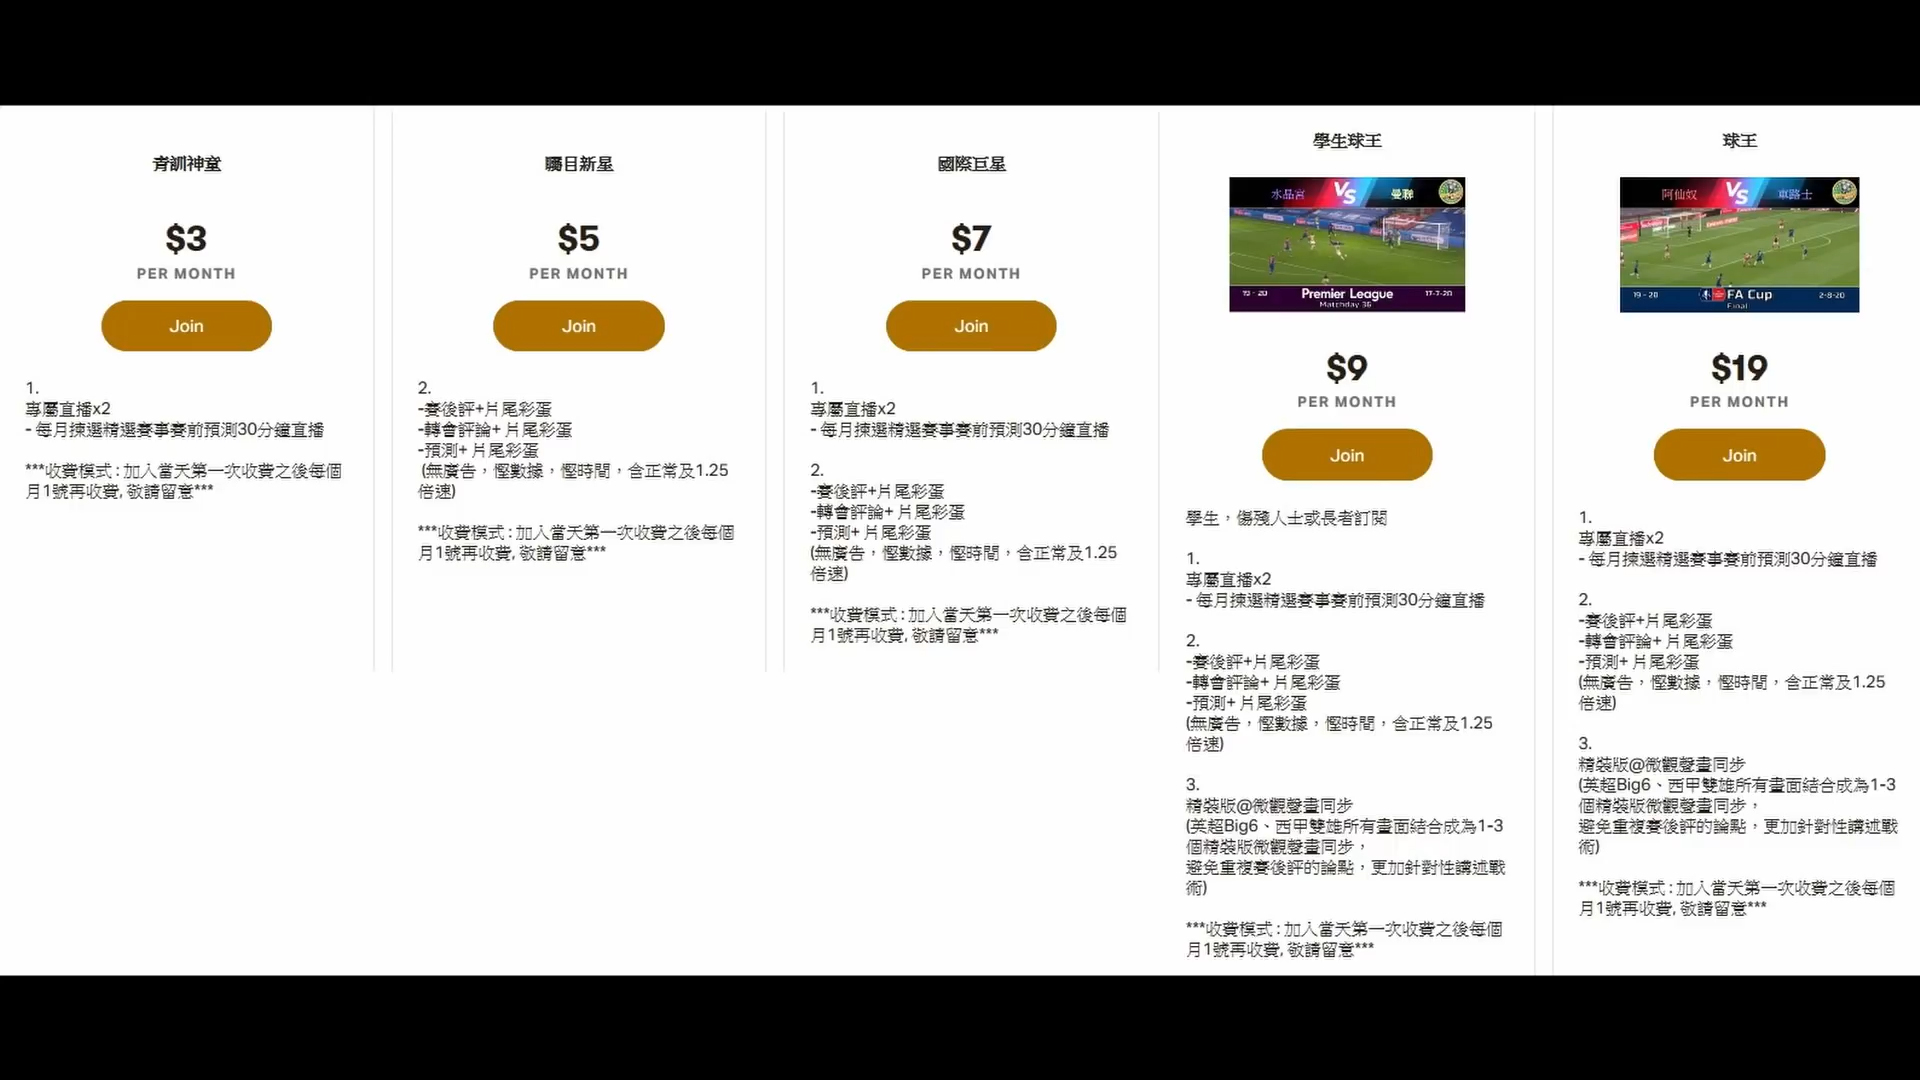 青訓神童
$3
PER MONTH
Join
1.
專屬直播x2
- 每月揀選精選賽事賽前預測30分鐘直播
***收費模式 : 加入當天第一次收費之後每個
月1號再收費, 敬請留意***
矚目新星
$5
PER MONTH
Join
2.
-賽後評+片尾彩蛋
-轉會評論+ 片尾彩蛋
-預測+ 片尾彩蛋
(無廣告，慳數據，慳時間，含正常及1.25
倍速)
***收費模式 : 加入當天第一次收費之後每個
月1號再收費, 敬請留意***
國際巨星
$7
PER MONTH
Join
1.
專屬直播x2
- 每月揀選精選賽事賽前預測30分鐘直播
2.
-賽後評+片尾彩蛋
-轉會評論+ 片尾彩蛋
-預測+ 片尾彩蛋
(無廣告，慳數據，慳時間，含正常及1.25
倍速)
***收費模式 : 加入當天第一次收費之後每個
月1號再收費, 敬請留意***
學生球王
水晶宮 VS 曼聯
19 - 20 Premier League 17-7-20
Matchday 36
$9
PER MONTH
Join
學生，傷殘人士或長者訂閱
1.
專屬直播x2
- 每月揀選精選賽事賽前預測30分鐘直播
2.
-賽後評+片尾彩蛋
-轉會評論+ 片尾彩蛋
-預測+ 片尾彩蛋
(無廣告，慳數據，慳時間，含正常及1.25
倍速)
3.
精裝版@微觀聲畫同步
(英超Big6、西甲雙雄所有畫面結合成為1-3
個精裝版微觀聲畫同步，
避免重複賽後評的論點，更加針對性講述戰
術)
***收費模式 : 加入當天第一次收費之後每個
月1號再收費, 敬請留意***
球王
阿仙奴 VS 車路士
19 - 20 FA Cup 2-8-20
Final
$19
PER MONTH
Join
1.
專屬直播x2
- 每月揀選精選賽事賽前預測30分鐘直播
2.
-賽後評+片尾彩蛋
-轉會評論+ 片尾彩蛋
-預測+ 片尾彩蛋
(無廣告，慳數據，慳時間，含正常及1.25
倍速)
3.
精裝版@微觀聲畫同步
(英超Big6、西甲雙雄所有畫面結合成為1-3
個精裝版微觀聲畫同步，
避免重複賽後評的論點，更加針對性講述戰
術)
***收費模式 : 加入當天第一次收費之後每個
月1號再收費, 敬請留意***